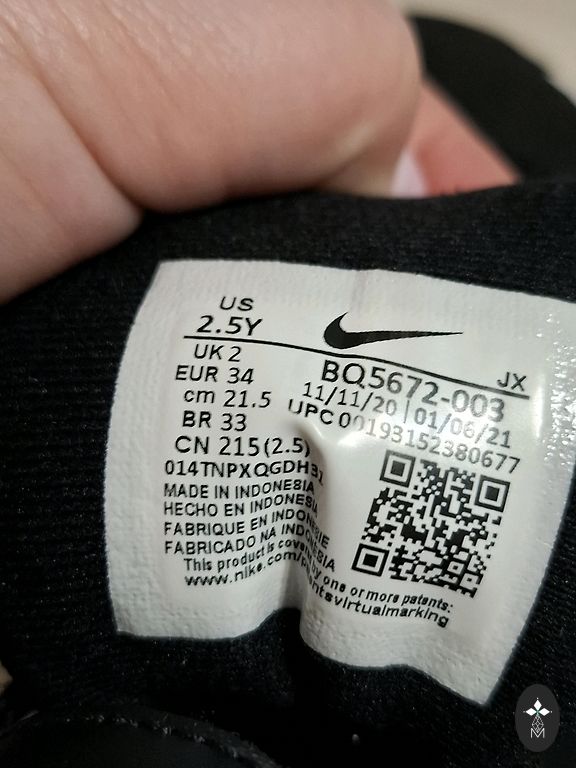 US
2.5Y
UK 2
EUR 34
cm 21.5
BR 33
CN 215(2.5)
014TNPXQGDH31
MADE IN INDONESIA
HECHO EN INDONESIA
FABRIQUE EN INDONESIE
FABRICADO NA INDONESIA
This product is covered by one or more patents:
www.nike.com/patentsvirtualmarking
JX
BQ5672-003
11/11/20 | 01/06/21
UPC 00193152380677
M